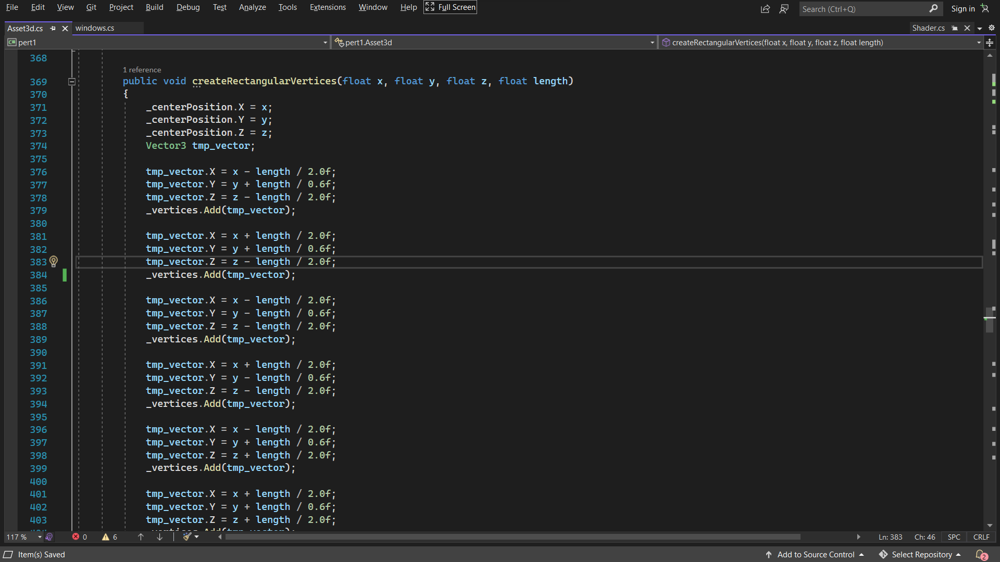 File Edit View Git Project Build Debug Test Analyze Tools Extensions Window Help Full Screen Search (Ctrl+Q) Sign in
Asset3d.cs windows.cs Shader.cs
C# pert1 pert1.Asset3d createRectangularVertices(float x, float y, float z, float length)
368
1 reference
369 public void createRectangularVertices(float x, float y, float z, float length)
370 {
371 _centerPosition.X = x;
372 _centerPosition.Y = y;
373 _centerPosition.Z = z;
374 Vector3 tmp_vector;
375
376 tmp_vector.X = x - length / 2.0f;
377 tmp_vector.Y = y + length / 0.6f;
378 tmp_vector.Z = z - length / 2.0f;
379 _vertices.Add(tmp_vector);
380
381 tmp_vector.X = x + length / 2.0f;
382 tmp_vector.Y = y + length / 0.6f;
383 tmp_vector.Z = z - length / 2.0f;
384 _vertices.Add(tmp_vector);
385
386 tmp_vector.X = x - length / 2.0f;
387 tmp_vector.Y = y - length / 0.6f;
388 tmp_vector.Z = z - length / 2.0f;
389 _vertices.Add(tmp_vector);
390
391 tmp_vector.X = x + length / 2.0f;
392 tmp_vector.Y = y - length / 0.6f;
393 tmp_vector.Z = z - length / 2.0f;
394 _vertices.Add(tmp_vector);
395
396 tmp_vector.X = x - length / 2.0f;
397 tmp_vector.Y = y + length / 0.6f;
398 tmp_vector.Z = z + length / 2.0f;
399 _vertices.Add(tmp_vector);
400
401 tmp_vector.X = x + length / 2.0f;
402 tmp_vector.Y = y + length / 0.6f;
403 tmp_vector.Z = z + length / 2.0f;
117 % 0 6 Ln: 383 Ch: 46 SPC CRLF
Item(s) Saved Add to Source Control Select Repository 2